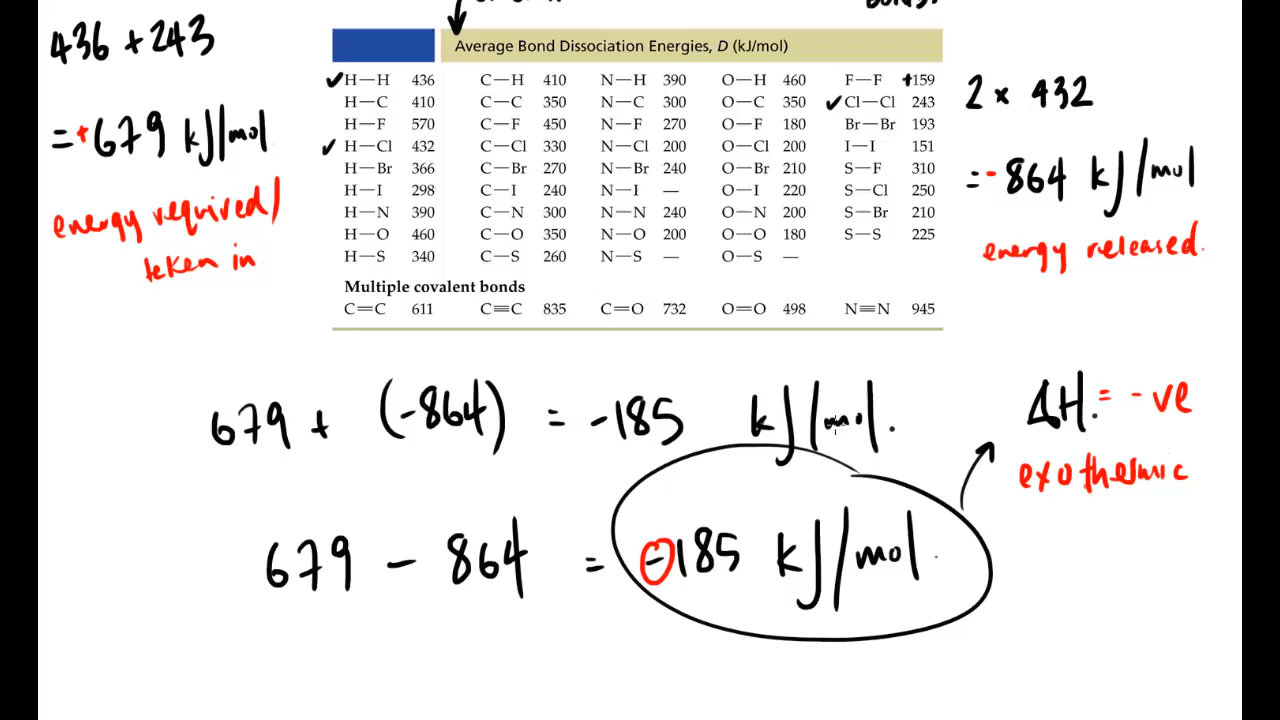 436 + 243
= +679 kJ/mol
energy required/
taken in
Average Bond Dissociation Energies, D (kJ/mol)
✓ H—H 436 C—H 410 N—H 390 O—H 460 F—F +159
H—C 410 C—C 350 N—C 300 O—C 350 ✓ Cl—Cl 243
H—F 570 C—F 450 N—F 270 O—F 180 Br—Br 193
✓ H—Cl 432 C—Cl 330 N—Cl 200 O—Cl 200 I—I 151
H—Br 366 C—Br 270 N—Br 240 O—Br 210 S—F 310
H—I 298 C—I 240 N—I — O—I 220 S—Cl 250
H—N 390 C—N 300 N—N 240 O—N 200 S—Br 210
H—O 460 C—O 350 N—O 200 O—O 180 S—S 225
H—S 340 C—S 260 N—S — O—S —
Multiple covalent bonds
C=C 611 C≡C 835 C=O 732 O=O 498 N≡N 945
2 × 432
= -864 kJ/mol
energy released.
679 + (-864) = -185 kJ/mol.
ΔH. = -ve
exothermic
679 - 864 = -185 kJ/mol.